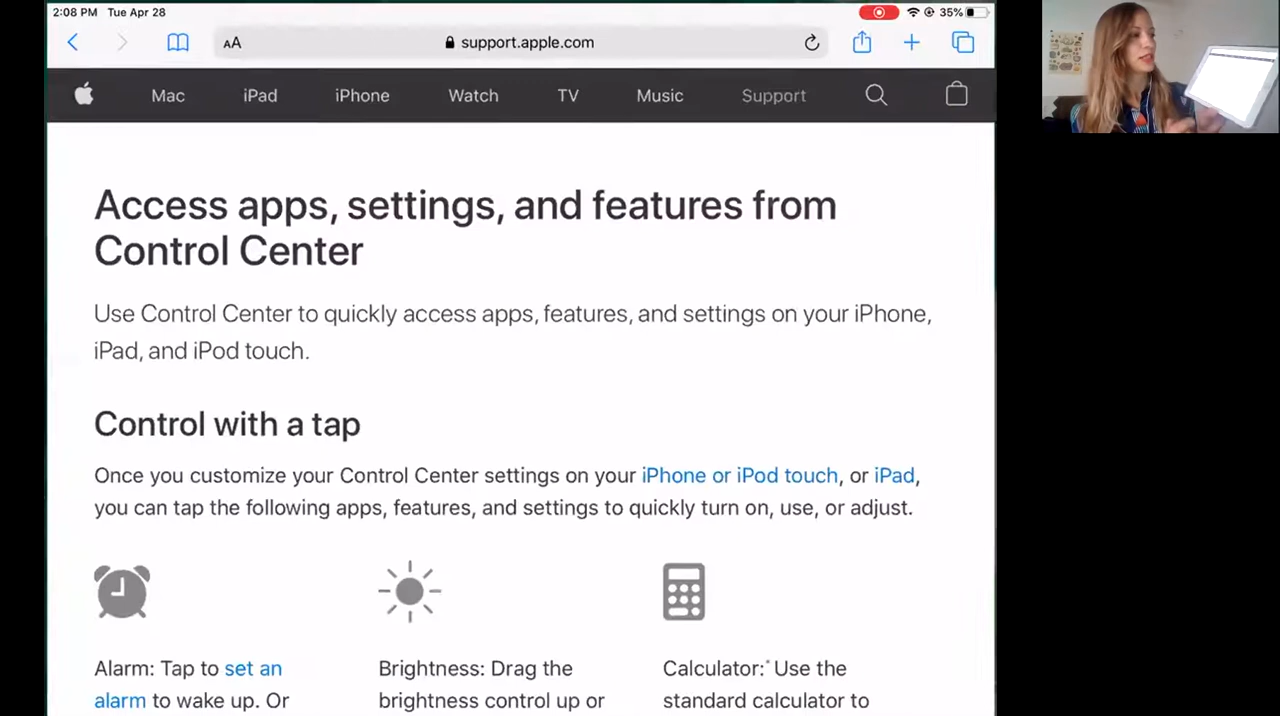 2:08 PM Tue Apr 28 35%
AA support.apple.com
Mac iPad iPhone Watch TV Music Support
Access apps, settings, and features from
Control Center
Use Control Center to quickly access apps, features, and settings on your iPhone,
iPad, and iPod touch.
Control with a tap
Once you customize your Control Center settings on your iPhone or iPod touch, or iPad,
you can tap the following apps, features, and settings to quickly turn on, use, or adjust.
Alarm: Tap to set an
alarm to wake up. Or
Brightness: Drag the
brightness control up or
Calculator:* Use the
standard calculator to